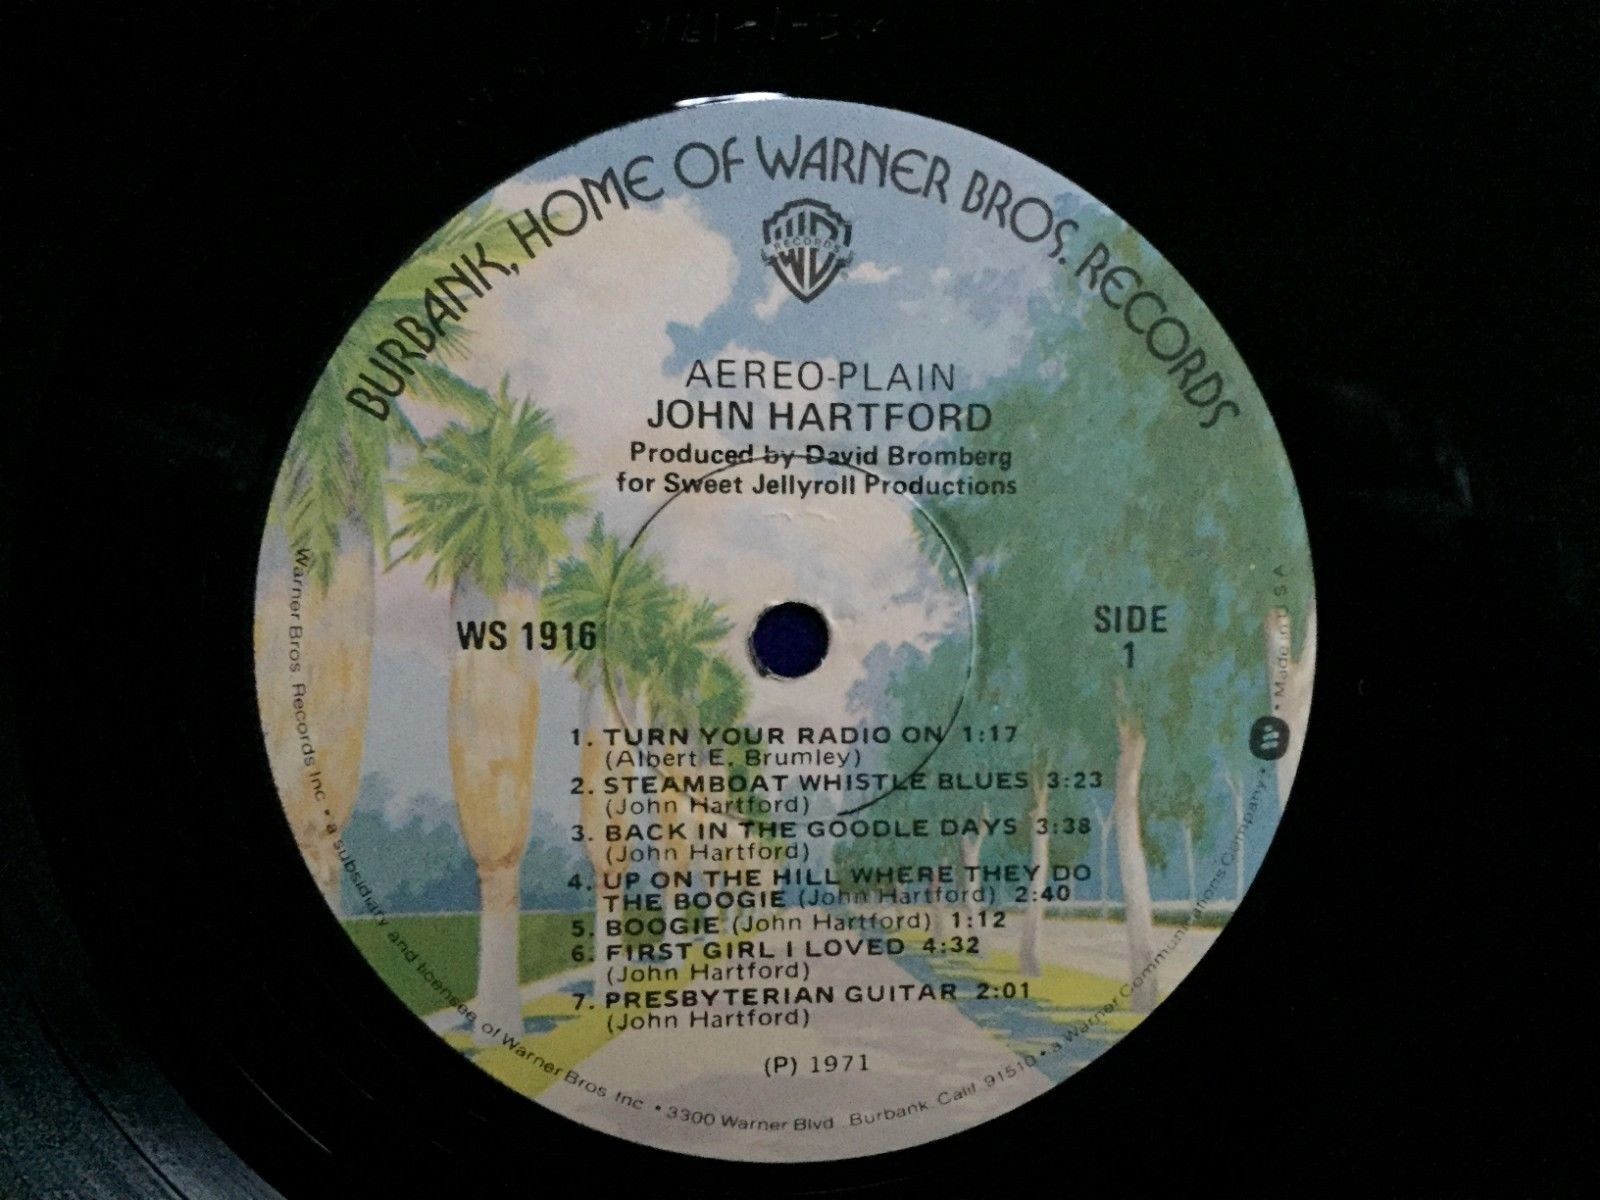 BURBANK, HOME OF WARNER BROS. RECORDS
RECORDS
AEREO-PLAIN
JOHN HARTFORD
Produced by David Bromberg
for Sweet Jellyroll Productions
WS 1916
SIDE
1
1. TURN YOUR RADIO ON 1:17
(Albert E. Brumley)
2. STEAMBOAT WHISTLE BLUES 3:23
(John Hartford)
3. BACK IN THE GOODLE DAYS 3:38
(John Hartford)
4. UP ON THE HILL WHERE THEY DO
THE BOOGIE (John Hartford) 2:40
5. BOOGIE (John Hartford) 1:12
6. FIRST GIRL I LOVED 4:32
(John Hartford)
7. PRESBYTERIAN GUITAR 2:01
(John Hartford)
(P) 1971
Warner Bros. Records Inc. • a subsidiary and licensee of Warner Bros. Inc. • 3300 Warner Blvd. Burbank, Calif. 91510 • a Warner Communications Company • Made in U.S.A.